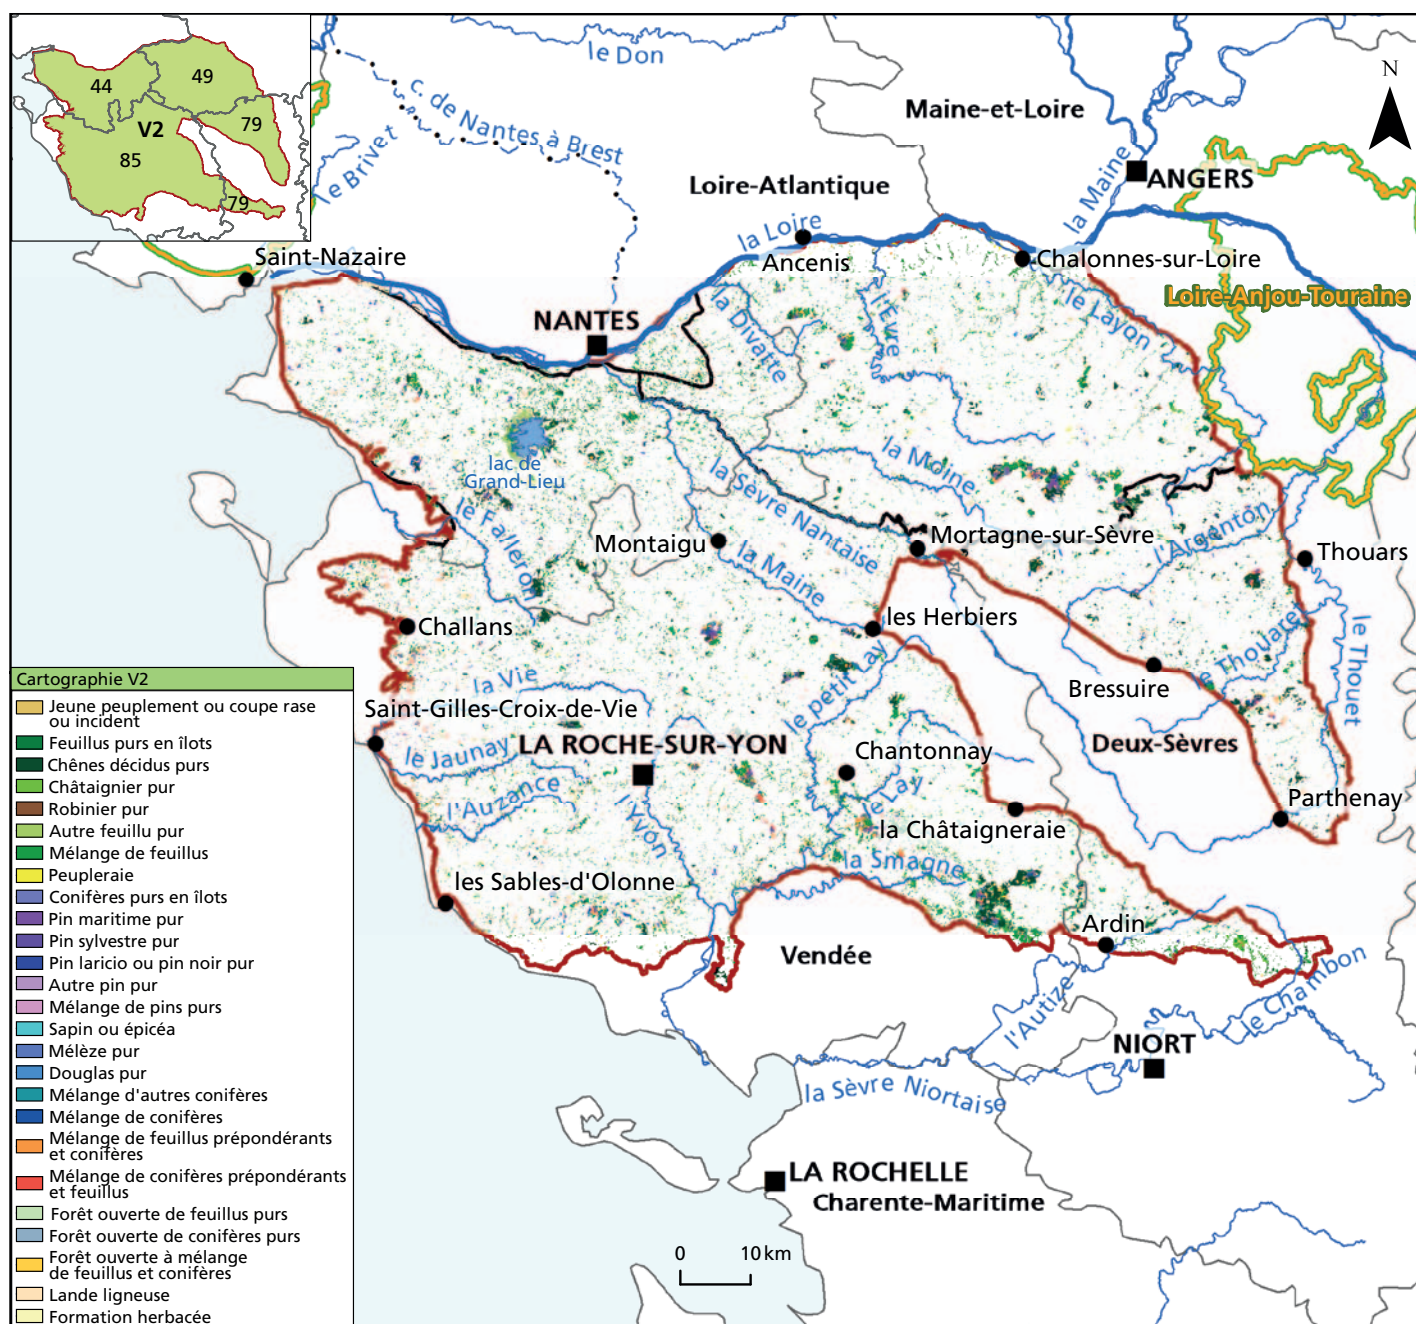 44
49
79
V2
85
79
le Don
c. de Nantes à Brest
le Brivet
Maine-et-Loire
N
Loire-Atlantique
la Maine
ANGERS
la Loire
Saint-Nazaire
Ancenis
Chalonnes-sur-Loire
Loire-Anjou-Touraine
NANTES
la Divatte
l'Evre
le Layon
lac de
Grand-Lieu
la Moine
la Sèvre Nantaise
le Falleron
Montaigu
Mortagne-sur-Sèvre
l'Argenton
Thouars
la Maine
Challans
les Herbiers
le Thouaret
le Thouet
Bressuire
le petit Lay
la Vie
Saint-Gilles-Croix-de-Vie
le Jaunay
LA ROCHE-SUR-YON
Chantonnay
Deux-Sèvres
l'Auzance
l'Yvon
le Lay
la Châtaigneraie
Parthenay
la Smagne
les Sables-d'Olonne
Ardin
Vendée
l'Autize
le Chambon
NIORT
la Sèvre Niortaise
LA ROCHELLE
Charente-Maritime
0 10 km
Cartographie V2
Jeune peuplement ou coupe rase
ou incident
Feuillus purs en îlots
Chênes décidus purs
Châtaignier pur
Robinier pur
Autre feuillu pur
Mélange de feuillus
Peupleraie
Conifères purs en îlots
Pin maritime pur
Pin sylvestre pur
Pin laricio ou pin noir pur
Autre pin pur
Mélange de pins purs
Sapin ou épicéa
Mélèze pur
Douglas pur
Mélange d'autres conifères
Mélange de conifères
Mélange de feuillus prépondérants
et conifères
Mélange de conifères prépondérants
et feuillus
Forêt ouverte de feuillus purs
Forêt ouverte de conifères purs
Forêt ouverte à mélange
de feuillus et conifères
Lande ligneuse
Formation herbacée